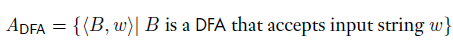 A_DFA = {⟨B, w⟩| B is a DFA that accepts input string w}